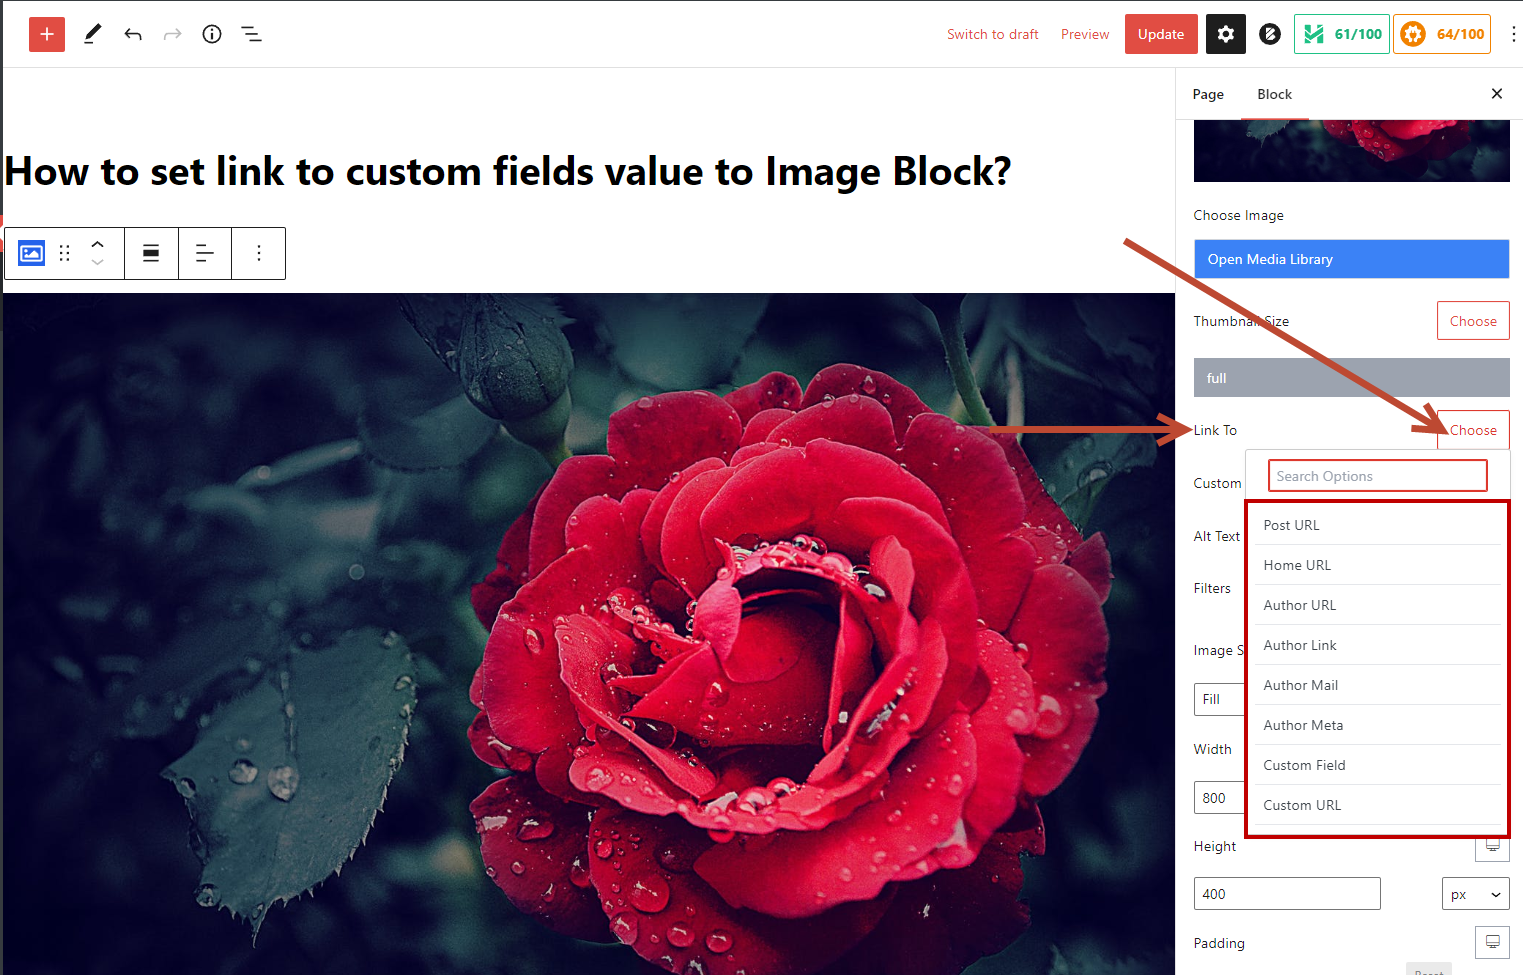 Switch to draft
Preview
Update
61/100
64/100
Page
Block
How to set link to custom fields value to Image Block?
Choose Image
Open Media Library
Thumbnail Size
Choose
full
Link To
Choose
Search Options
Custom
Post URL
Alt Text
Home URL
Filters
Author URL
Author Link
Image S
Author Mail
Fill
Author Meta
Width
Custom Field
800
Custom URL
Height
400
px
Padding
Reset